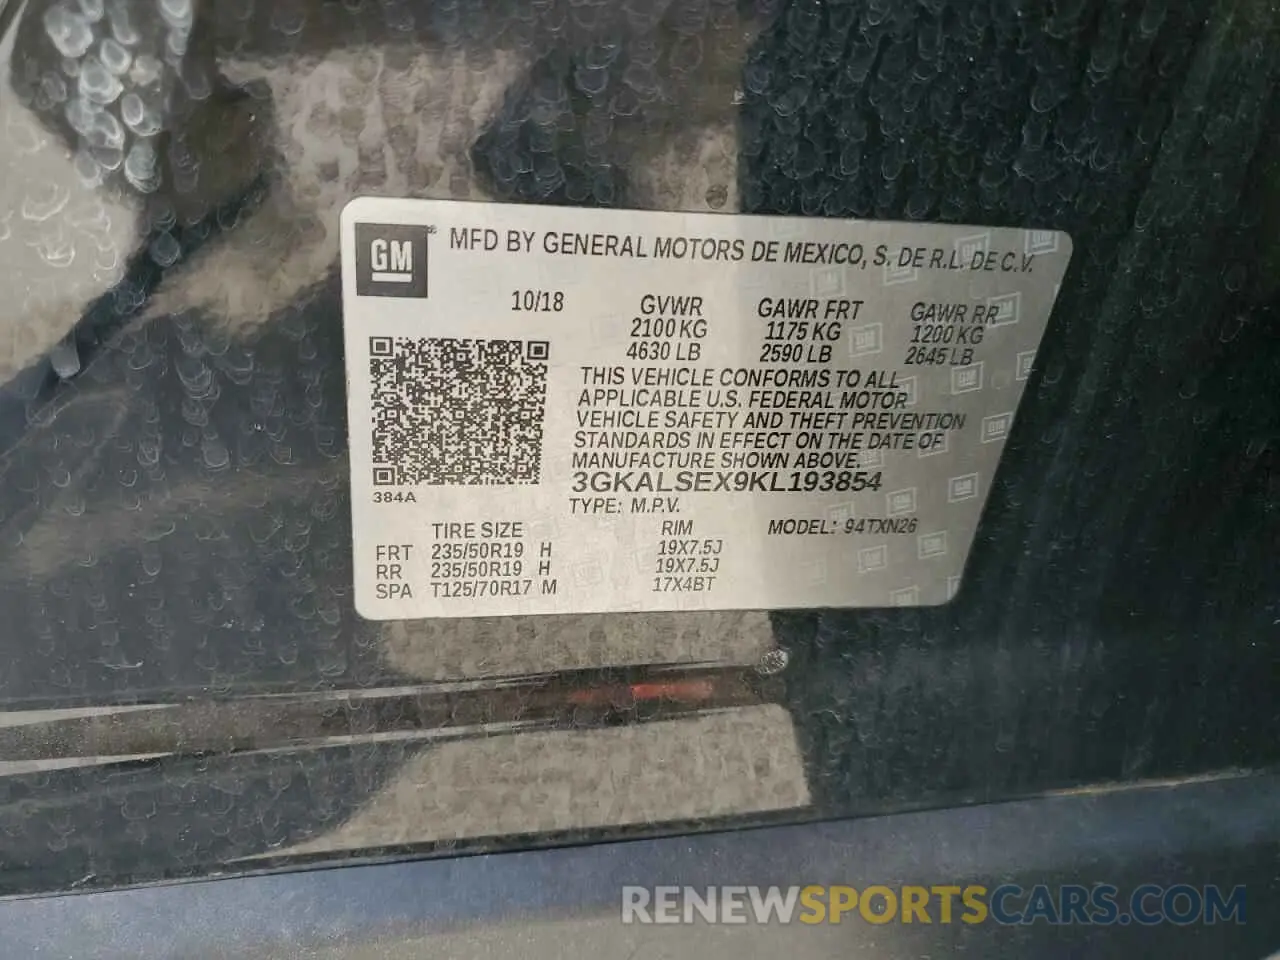 GM ® MFD BY GENERAL MOTORS DE MEXICO, S. DE R.L. DE C.V.
10/18 GVWR GAWR FRT GAWR RR
2100 KG 1175 KG 1200 KG
4630 LB 2590 LB 2645 LB
THIS VEHICLE CONFORMS TO ALL
APPLICABLE U.S. FEDERAL MOTOR
VEHICLE SAFETY AND THEFT PREVENTION
STANDARDS IN EFFECT ON THE DATE OF
MANUFACTURE SHOWN ABOVE.
3GKALSEX9KL193854
384A TYPE: M.P.V.
TIRE SIZE RIM MODEL: 94TXN26
FRT 235/50R19 H 19X7.5J
RR 235/50R19 H 19X7.5J
SPA T125/70R17 M 17X4BT
RENEWSPORTSCARS.COM